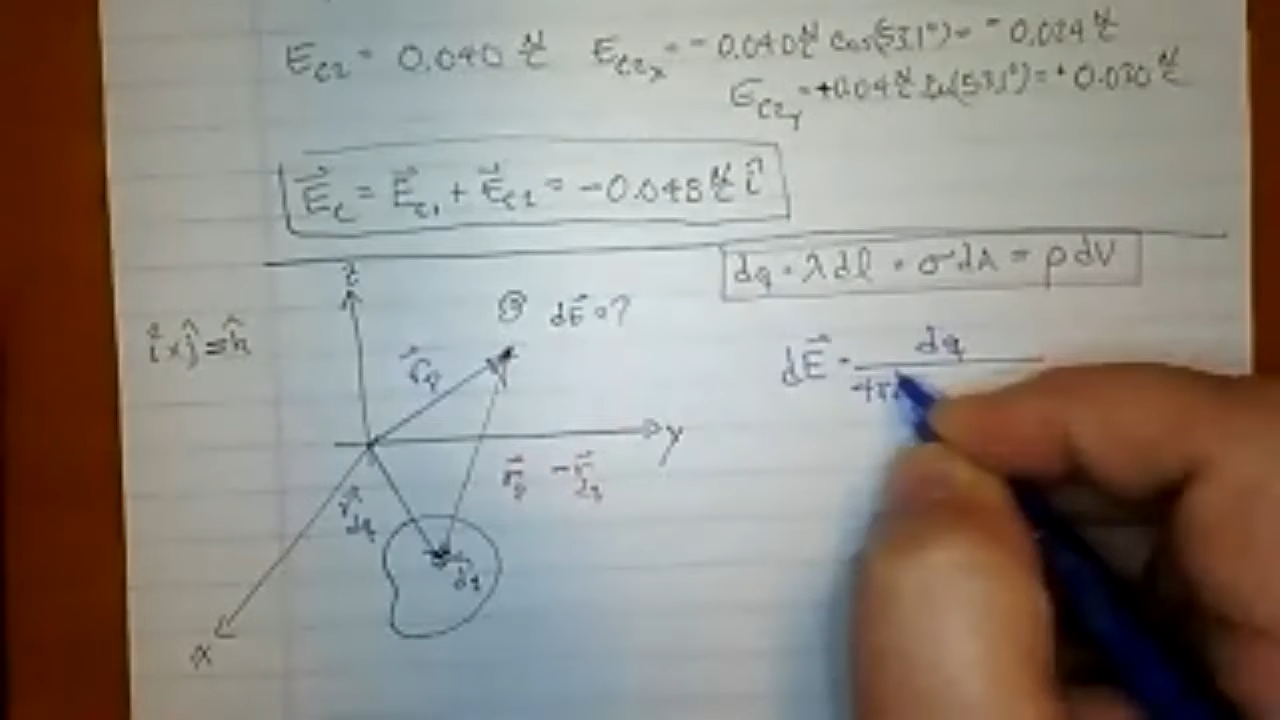 E_C2 = 0.040 N/C E_C2x = - 0.040 N/C cos(53.1°) = - 0.024 N/C
E_C2y = +0.04 N/C sin(53.1°) = + 0.030 N/C
E⃗_C = E⃗_C1 + E⃗_C2 = -0.048 N/C î
dq = λdl = σdA = ρdV
z
P dE⃗ = ?
î × ĵ = k̂
dE⃗ = dq
4π
r⃗_p
y
r⃗_p - r⃗_dq
r⃗_dq
dq
x